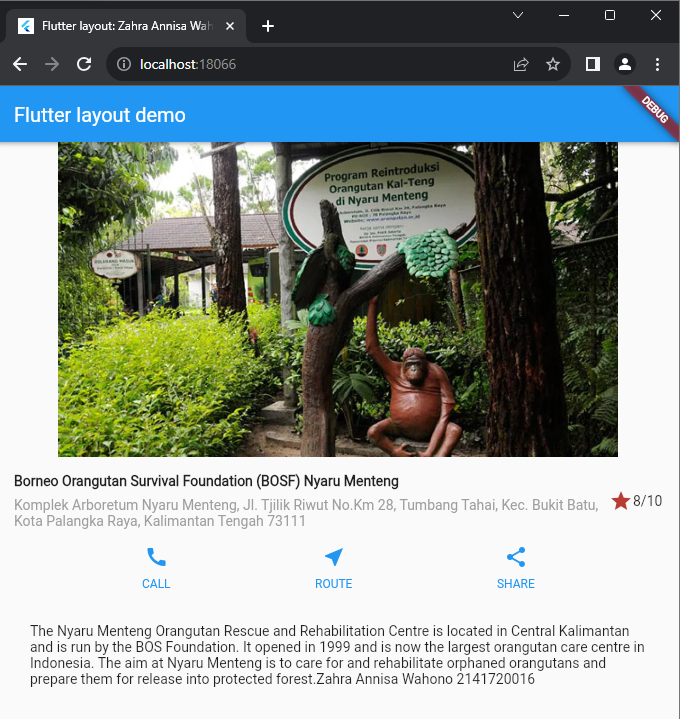 Flutter layout: Zahra Annisa Wah
localhost:18066
Flutter layout demo
DEBUG
Program Reintroduksi
Orangutan Kal-Teng
di Nyaru Menteng
Borneo Orangutan Survival Foundation (BOSF) Nyaru Menteng
Komplek Arboretum Nyaru Menteng, Jl. Tjilik Riwut No.Km 28, Tumbang Tahai, Kec. Bukit Batu,
Kota Palangka Raya, Kalimantan Tengah 73111
8/10
CALL
ROUTE
SHARE
The Nyaru Menteng Orangutan Rescue and Rehabilitation Centre is located in Central Kalimantan
and is run by the BOS Foundation. It opened in 1999 and is now the largest orangutan care centre in
Indonesia. The aim at Nyaru Menteng is to care for and rehabilitate orphaned orangutans and
prepare them for release into protected forest.Zahra Annisa Wahono 2141720016